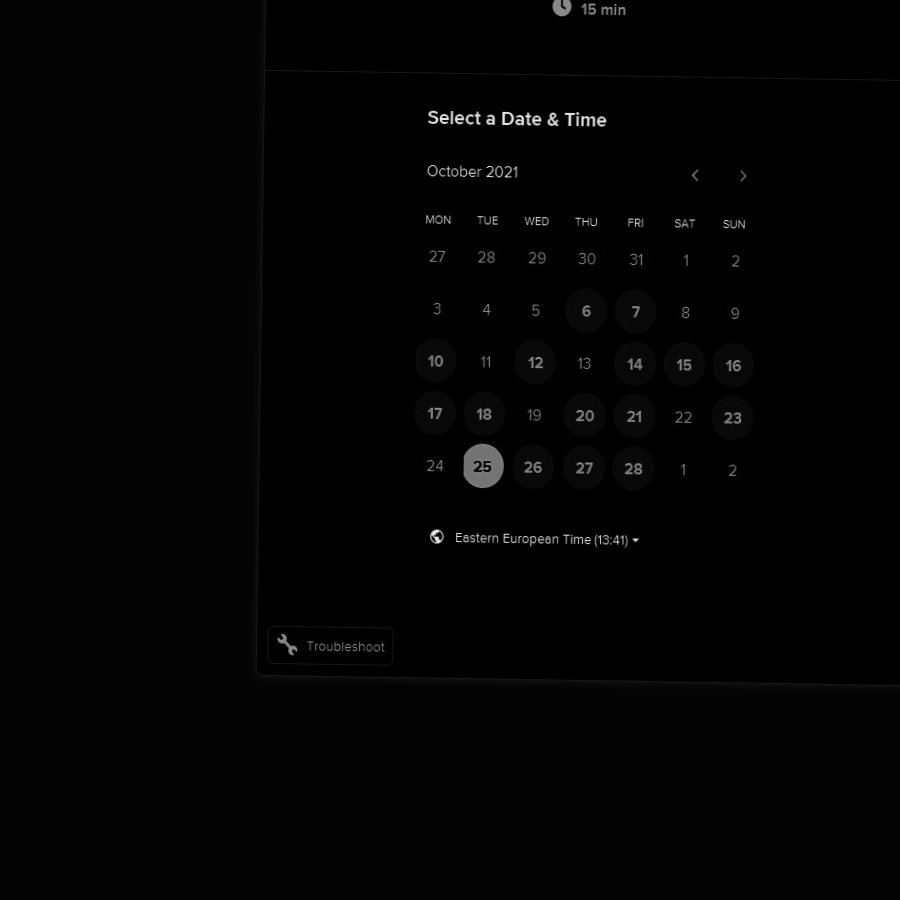 15 min
Select a Date & Time
October 2021
MON TUE WED THU FRI SAT SUN
27 28 29 30 31 1 2
3 4 5 6 7 8 9
10 11 12 13 14 15 16
17 18 19 20 21 22 23
24 25 26 27 28 1 2
Eastern European Time (13:41)
Troubleshoot